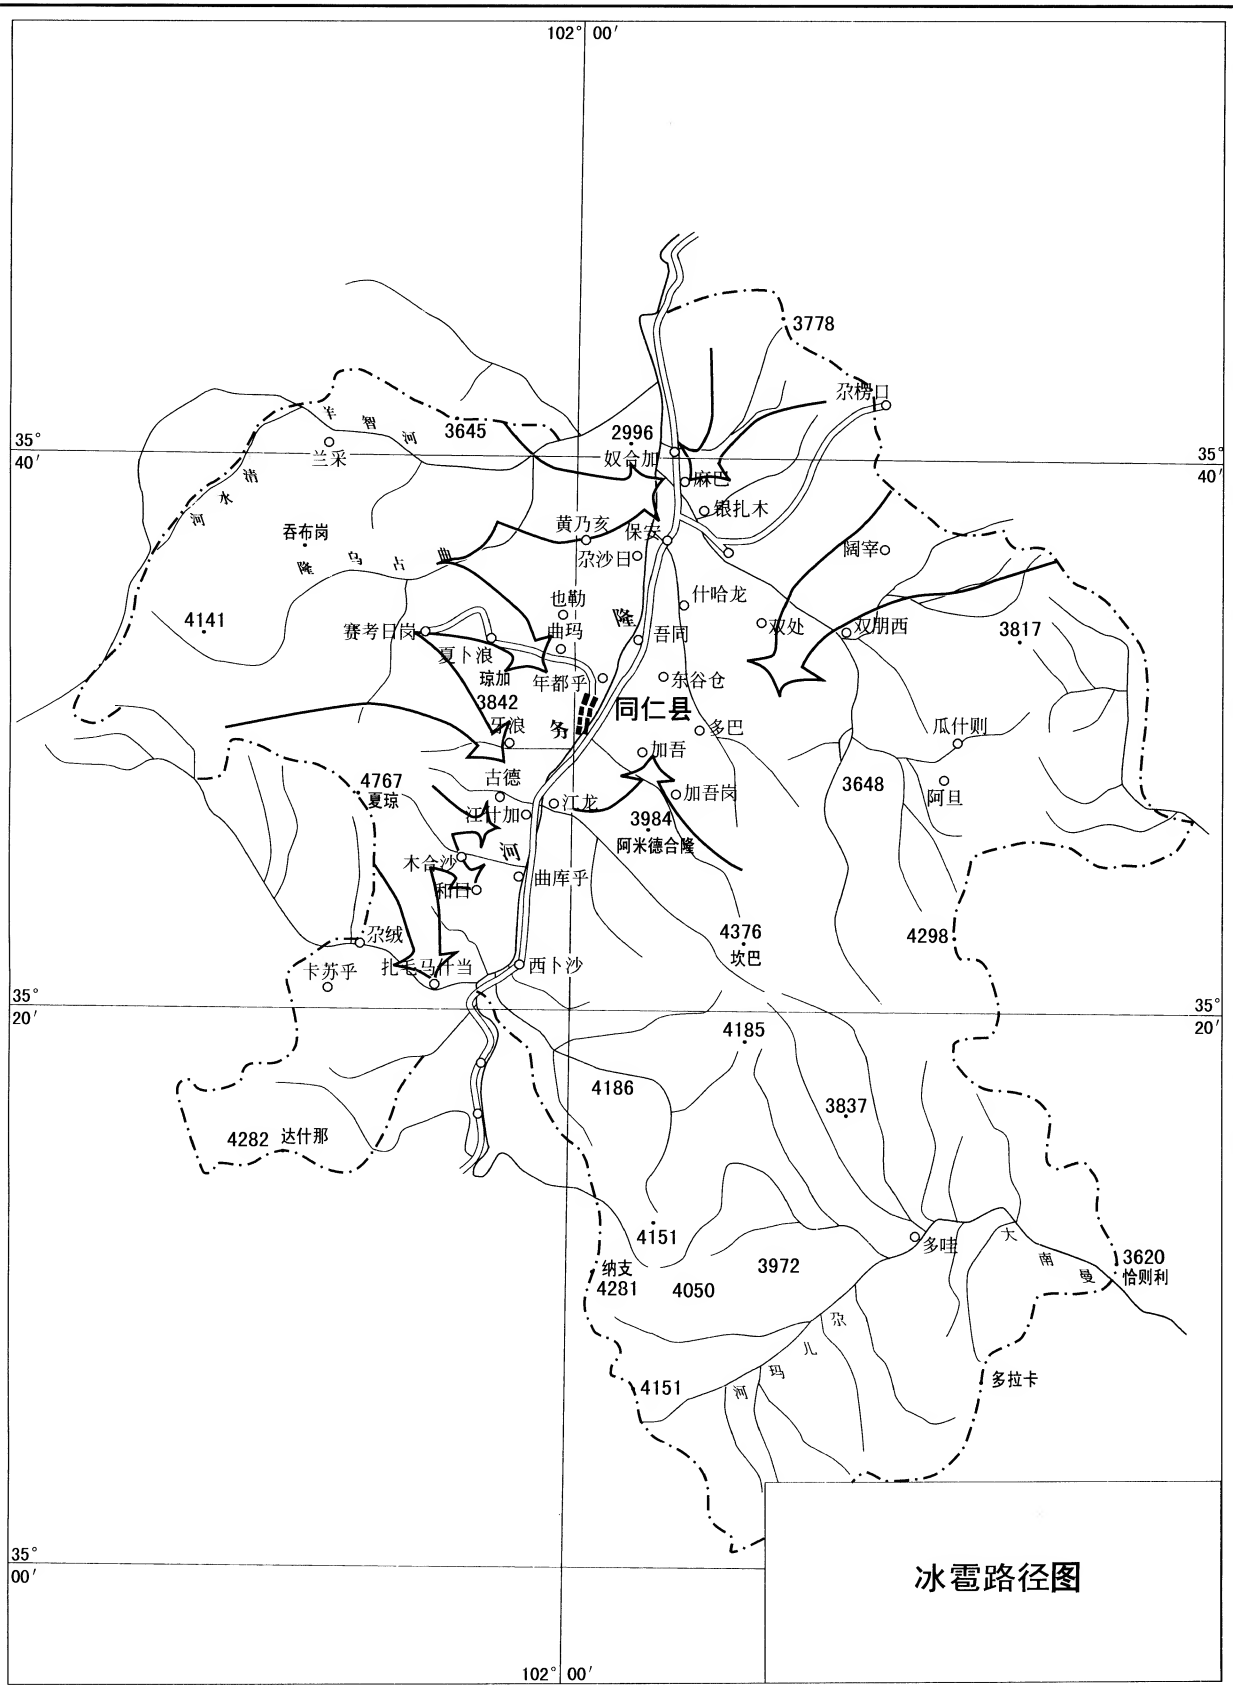 102° 00′
3778
尕楞口
羊智河
3645
2996
35° 40′
35° 40′
兰采
奴合加
麻巴
清水河
银扎木
黄乃亥
保安
吞布岗
尕沙日
阔宰
隆乌占曲
也勒
什哈龙
4141
赛考日岗
曲玛
隆务河
吾同
双处
双朋西
3817
夏卜浪
琼加
年都乎
东谷仓
3842
同仁县
牙浪
多巴
瓜什则
加吾
4767
夏琼
古德
3648
阿旦
江什加
江龙
加吾岗
3984
阿米德合隆
木合沙
曲库乎
和日
4376
坎巴
4298
尕绒
卡苏乎
扎毛马什当
西卜沙
35° 20′
35° 20′
4185
4186
3837
4282 达什那
4151
多哇
大南曼
3620
恰则利
纳支
4281
4050
3972
尕儿玛河
4151
多拉卡
35° 00′
冰雹路径图
102° 00′